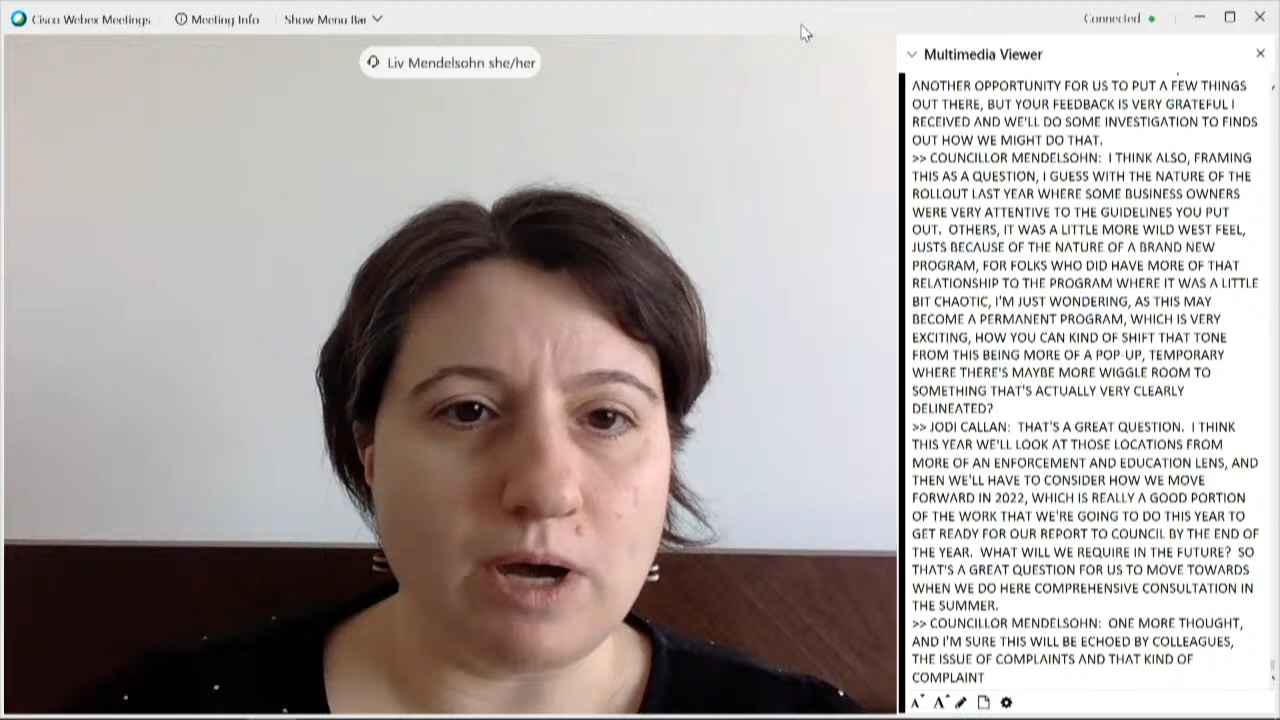 Cisco Webex Meetings
Meeting Info
Show Menu Bar
Connected
Liv Mendelsohn she/her
Multimedia Viewer
ANOTHER OPPORTUNITY FOR US TO PUT A FEW THINGS
OUT THERE, BUT YOUR FEEDBACK IS VERY GRATEFUL I
RECEIVED AND WE'LL DO SOME INVESTIGATION TO FINDS
OUT HOW WE MIGHT DO THAT.
>> COUNCILLOR MENDELSOHN: I THINK ALSO, FRAMING
THIS AS A QUESTION, I GUESS WITH THE NATURE OF THE
ROLLOUT LAST YEAR WHERE SOME BUSINESS OWNERS
WERE VERY ATTENTIVE TO THE GUIDELINES YOU PUT
OUT. OTHERS, IT WAS A LITTLE MORE WILD WEST FEEL,
JUSTS BECAUSE OF THE NATURE OF A BRAND NEW
PROGRAM, FOR FOLKS WHO DID HAVE MORE OF THAT
RELATIONSHIP TO THE PROGRAM WHERE IT WAS A LITTLE
BIT CHAOTIC, I'M JUST WONDERING, AS THIS MAY
BECOME A PERMANENT PROGRAM, WHICH IS VERY
EXCITING, HOW YOU CAN KIND OF SHIFT THAT TONE
FROM THIS BEING MORE OF A POP-UP, TEMPORARY
WHERE THERE'S MAYBE MORE WIGGLE ROOM TO
SOMETHING THAT'S ACTUALLY VERY CLEARLY
DELINEATED?
>> JODI CALLAN: THAT'S A GREAT QUESTION. I THINK
THIS YEAR WE'LL LOOK AT THOSE LOCATIONS FROM
MORE OF AN ENFORCEMENT AND EDUCATION LENS, AND
THEN WE'LL HAVE TO CONSIDER HOW WE MOVE
FORWARD IN 2022, WHICH IS REALLY A GOOD PORTION
OF THE WORK THAT WE'RE GOING TO DO THIS YEAR TO
GET READY FOR OUR REPORT TO COUNCIL BY THE END OF
THE YEAR. WHAT WILL WE REQUIRE IN THE FUTURE? SO
THAT'S A GREAT QUESTION FOR US TO MOVE TOWARDS
WHEN WE DO HERE COMPREHENSIVE CONSULTATION IN
THE SUMMER.
>> COUNCILLOR MENDELSOHN: ONE MORE THOUGHT,
AND I'M SURE THIS WILL BE ECHOED BY COLLEAGUES,
THE ISSUE OF COMPLAINTS AND THAT KIND OF
COMPLAINT